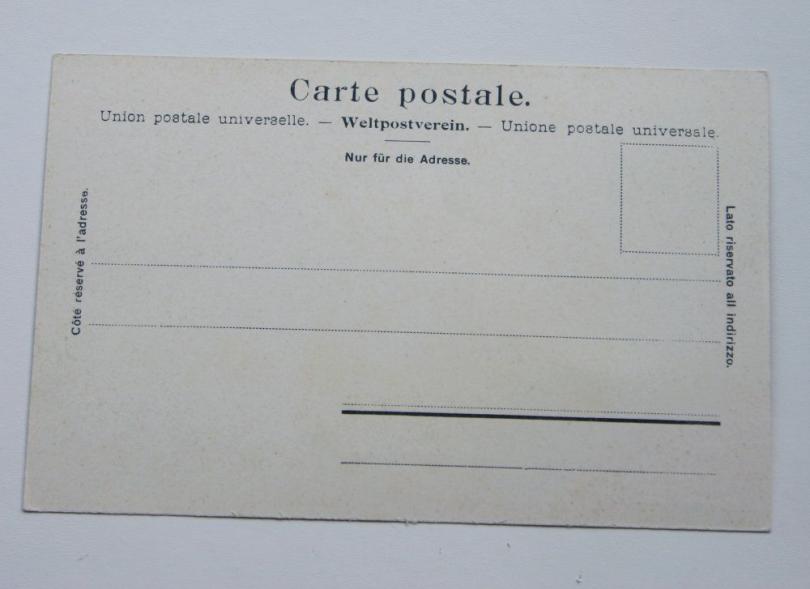 Carte postale.
Union postale universelle. — Weltpostverein. — Unione postale universale.
Nur für die Adresse.
Côté réservé à l'adresse.
Lato riservato all indirizzo.